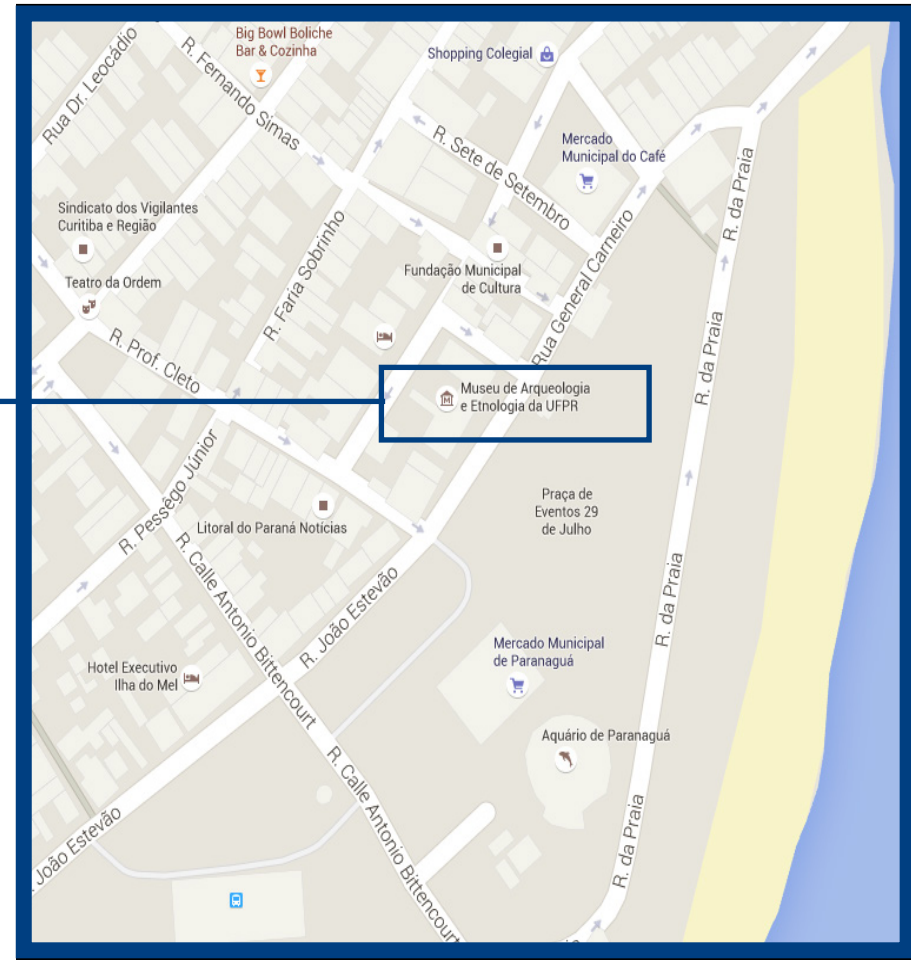 Big Bowl Boliche
Bar & Cozinha
Shopping Colegial
Rua Dr. Leocádio
R. Fernando Simas
R. Sete de Setembro
Mercado
Municipal do Café
R. da Praia
Sindicato dos Vigilantes
Curitiba e Região
R. Faria Sobrinho
Fundação Municipal
de Cultura
Rua General Carneiro
Teatro da Ordem
R. Prof. Cleto
R. da Praia
Museu de Arqueologia
e Etnologia da UFPR
M
R. Pessêgo Júnior
Litoral do Paraná Notícias
Praça de
Eventos 29
de Julho
R. Calle Antonio Bittencourt
R. João Estevão
R. da Praia
Mercado Municipal
de Paranaguá
Hotel Executivo
Ilha do Mel
Aquário de Paranaguá
R. Calle Antonio Bittencourt
R. da Praia
João Estevão